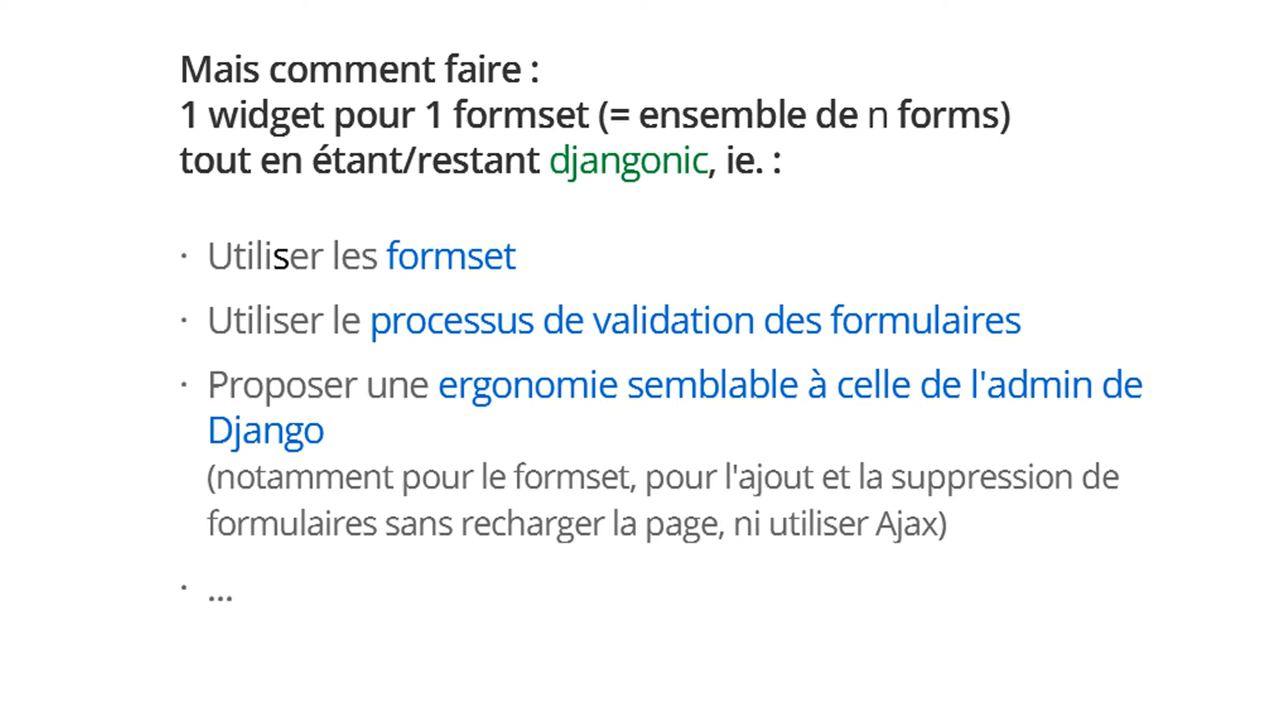 Mais comment faire :
1 widget pour 1 formset (= ensemble de n forms)
tout en étant/restant djangonic, ie. :
· Utiliser les formset
· Utiliser le processus de validation des formulaires
· Proposer une ergonomie semblable à celle de l'admin de
Django
(notamment pour le formset, pour l'ajout et la suppression de
formulaires sans recharger la page, ni utiliser Ajax)
· ...